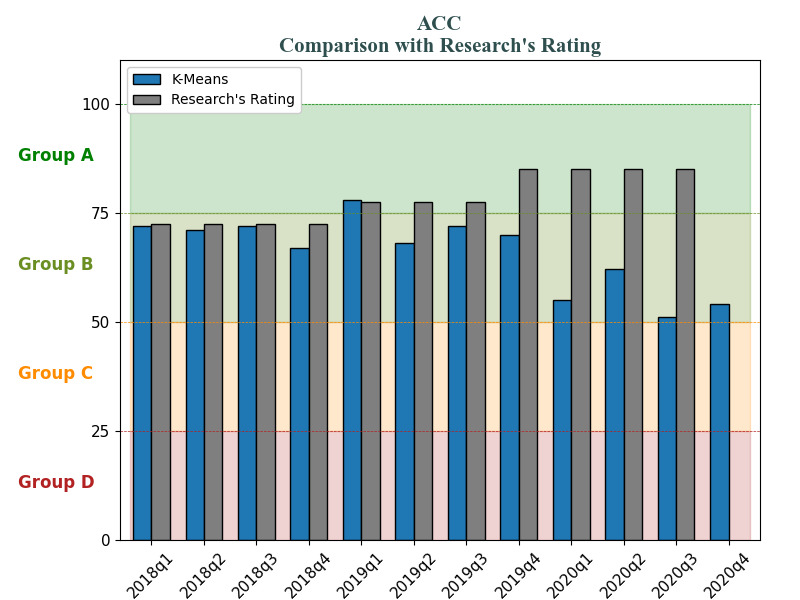 ACC
Comparison with Research's Rating
K-Means
Research's Rating
100
Group A
75
Group B
50
Group C
25
Group D
0
2018q1
2018q2
2018q3
2018q4
2019q1
2019q2
2019q3
2019q4
2020q1
2020q2
2020q3
2020q4